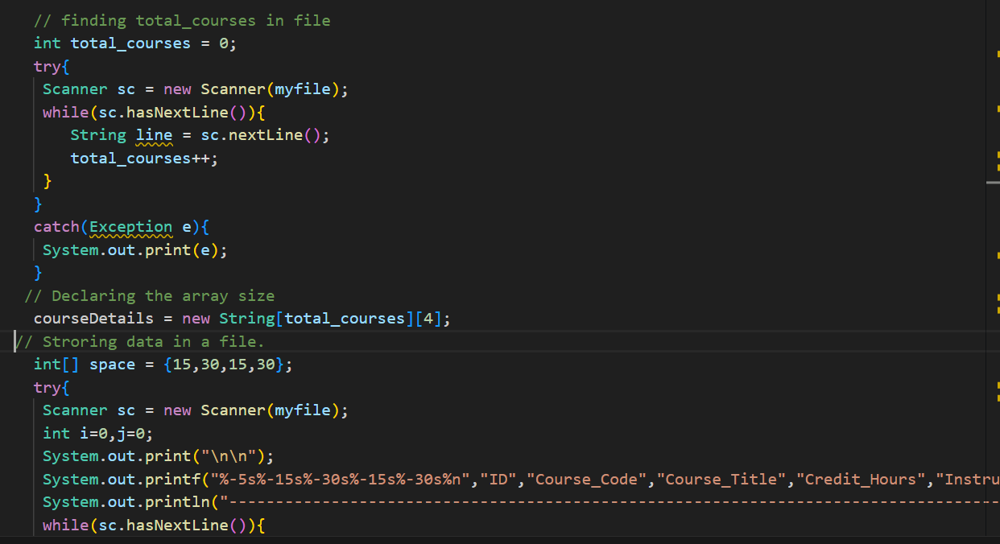 // finding total_courses in file
int total_courses = 0;
try{
Scanner sc = new Scanner(myfile);
while(sc.hasNextLine()){
String line = sc.nextLine();
total_courses++;
}
}
catch(Exception e){
System.out.print(e);
}
// Declaring the array size
courseDetails = new String[total_courses][4];
// Stroring data in a file.
int[] space = {15,30,15,30};
try{
Scanner sc = new Scanner(myfile);
int i=0,j=0;
System.out.print("\n\n");
System.out.printf("%-5s%-15s%-30s%-15s%-30s%n","ID","Course_Code","Course_Title","Credit_Hours","Instru
System.out.println("-----------------------------------------------------------------------------------
while(sc.hasNextLine()){